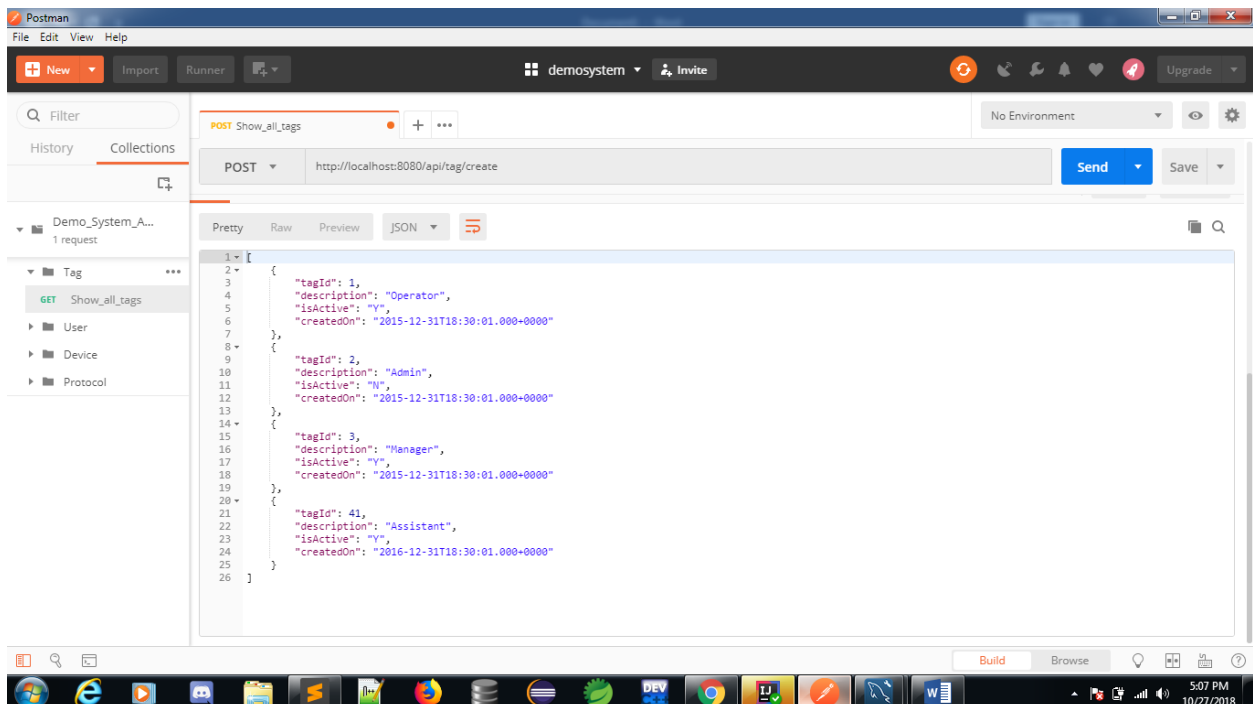 Postman
File Edit View Help
New Import Runner demosystem Invite Upgrade
Filter
History Collections
Demo_System_A...
1 request
Tag
GET Show_all_tags
User
Device
Protocol
POST Show_all_tags
No Environment
POST http://localhost:8080/api/tag/create Send Save
Pretty Raw Preview JSON
1 [
2 {
3 "tagId": 1,
4 "description": "Operator",
5 "isActive": "Y",
6 "createdOn": "2015-12-31T18:30:01.000+0000"
7 },
8 {
9 "tagId": 2,
10 "description": "Admin",
11 "isActive": "N",
12 "createdOn": "2015-12-31T18:30:01.000+0000"
13 },
14 {
15 "tagId": 3,
16 "description": "Manager",
17 "isActive": "Y",
18 "createdOn": "2015-12-31T18:30:01.000+0000"
19 },
20 {
21 "tagId": 41,
22 "description": "Assistant",
23 "isActive": "Y",
24 "createdOn": "2016-12-31T18:30:01.000+0000"
25 }
26 ]
Build Browse
DEV
5:07 PM
10/27/2018